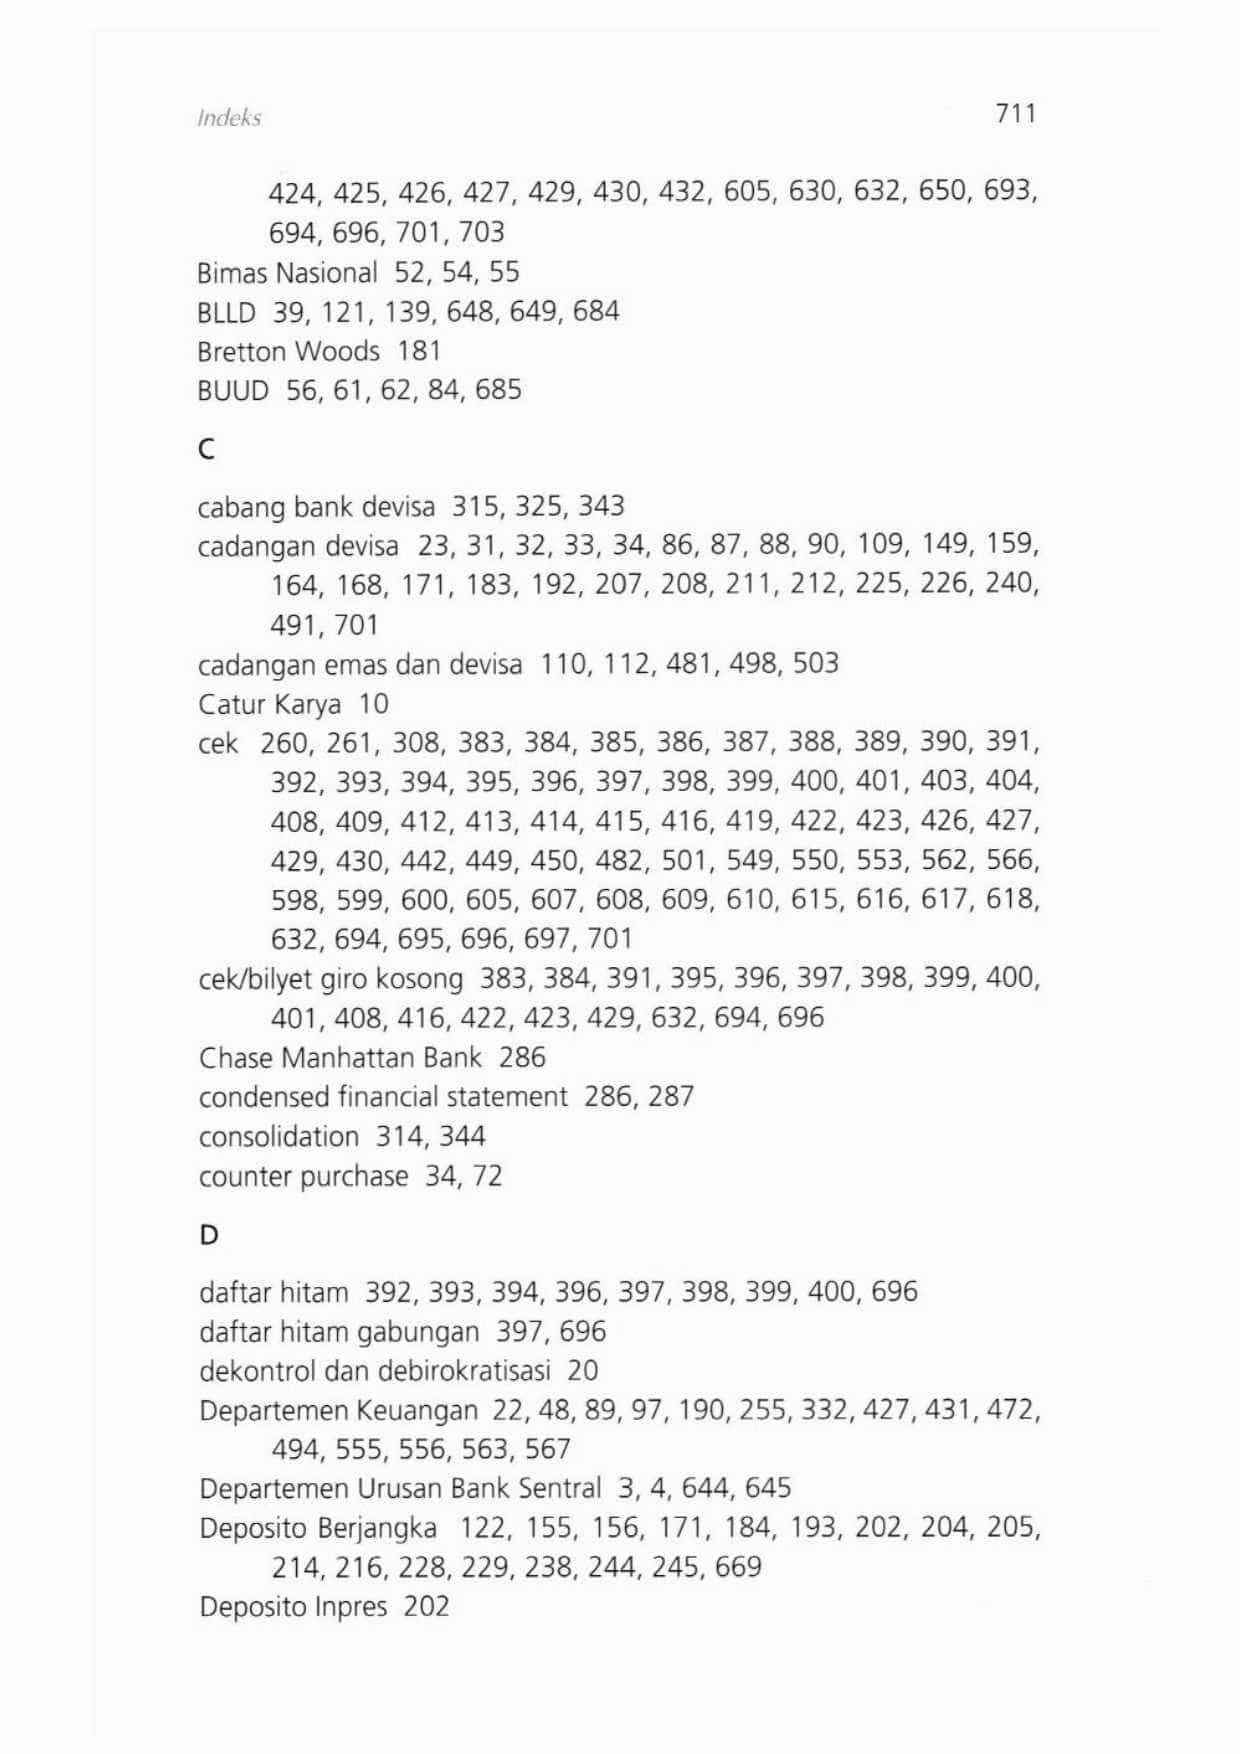 Indeks 711
424, 425, 426, 427, 429, 430, 432, 605, 630, 632, 650, 693,
694, 696, 701, 703
Bimas Nasional 52, 54, 55
BLLD 39, 121, 139, 648, 649, 684
Bretton Woods 181
BUUD 56, 61, 62, 84, 685
C
cabang bank devisa 315, 325, 343
cadangan devisa 23, 31, 32, 33, 34, 86, 87, 88, 90, 109, 149, 159,
164, 168, 171, 183, 192, 207, 208, 211, 212, 225, 226, 240,
491, 701
cadangan emas dan devisa 110, 112, 481, 498, 503
Catur Karya 10
cek 260, 261, 308, 383, 384, 385, 386, 387, 388, 389, 390, 391,
392, 393, 394, 395, 396, 397, 398, 399, 400, 401, 403, 404,
408, 409, 412, 413, 414, 415, 416, 419, 422, 423, 426, 427,
429, 430, 442, 449, 450, 482, 501, 549, 550, 553, 562, 566,
598, 599, 600, 605, 607, 608, 609, 610, 615, 616, 617, 618,
632, 694, 695, 696, 697, 701
cek/bilyet giro kosong 383, 384, 391, 395, 396, 397, 398, 399, 400,
401, 408, 416, 422, 423, 429, 632, 694, 696
Chase Manhattan Bank 286
condensed financial statement 286, 287
consolidation 314, 344
counter purchase 34, 72
D
daftar hitam 392, 393, 394, 396, 397, 398, 399, 400, 696
daftar hitam gabungan 397, 696
dekontrol dan debirokratisasi 20
Departemen Keuangan 22, 48, 89, 97, 190, 255, 332, 427, 431, 472,
494, 555, 556, 563, 567
Departemen Urusan Bank Sentral 3, 4, 644, 645
Deposito Berjangka 122, 155, 156, 171, 184, 193, 202, 204, 205,
214, 216, 228, 229, 238, 244, 245, 669
Deposito Inpres 202